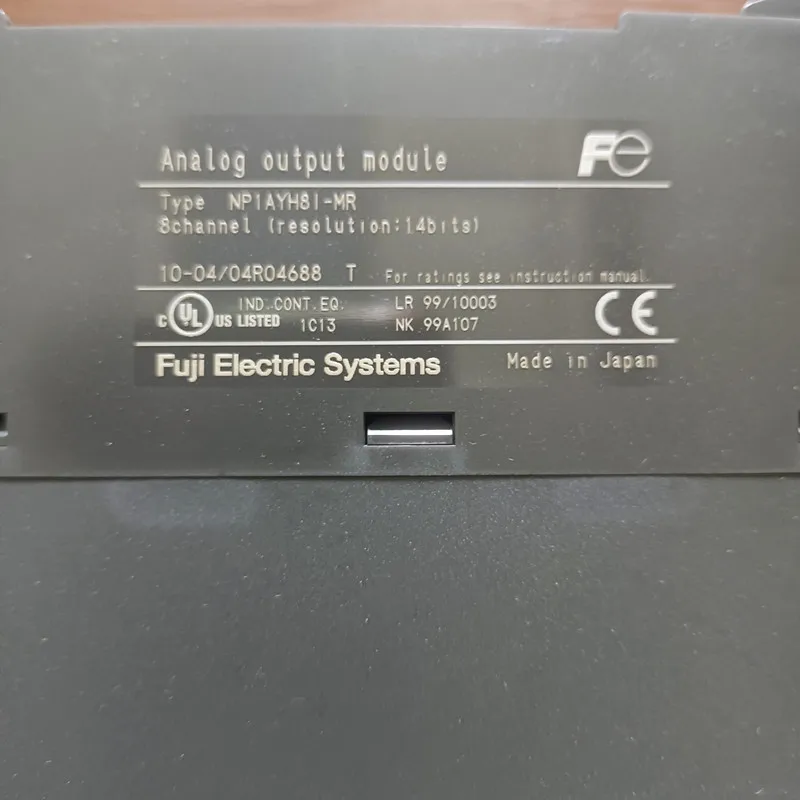 Analog output module
Fe
Type NP1AYH8I-MR
8channel (resolution:14bits)
10-04/04R04688 T For ratings see instruction manual.
C UL US LISTED IND.CONT.EQ. 1C13 LR 99/10003 NK 99A107 CE
Fuji Electric Systems Made in Japan